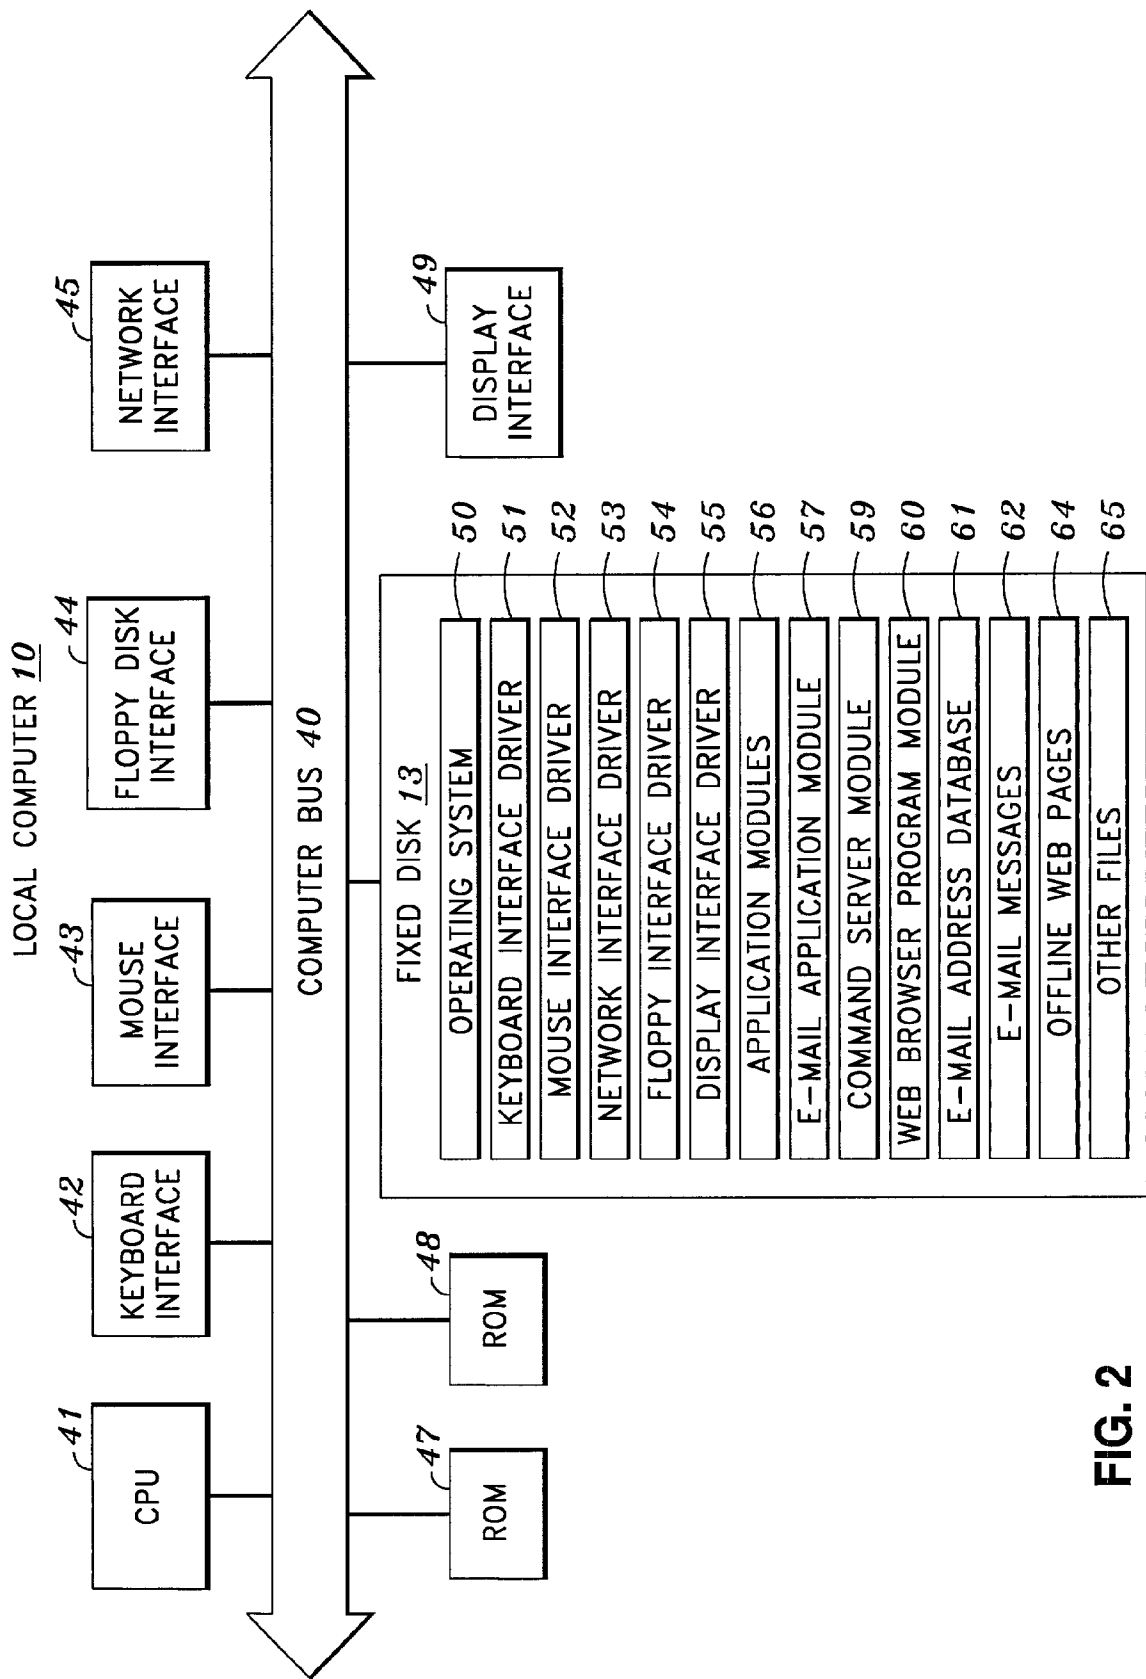 LOCAL COMPUTER 10
41
CPU
42
KEYBOARD
INTERFACE
43
MOUSE
INTERFACE
44
FLOPPY DISK
INTERFACE
45
NETWORK
INTERFACE
COMPUTER BUS 40
47
ROM
48
ROM
FIXED DISK 13
OPERATING SYSTEM 50
KEYBOARD INTERFACE DRIVER 51
MOUSE INTERFACE DRIVER 52
NETWORK INTERFACE DRIVER 53
FLOPPY INTERFACE DRIVER 54
DISPLAY INTERFACE DRIVER 55
APPLICATION MODULES 56
E-MAIL APPLICATION MODULE 57
COMMAND SERVER MODULE 59
WEB BROWSER PROGRAM MODULE 60
E-MAIL ADDRESS DATABASE 61
E-MAIL MESSAGES 62
OFFLINE WEB PAGES 64
OTHER FILES 65
49
DISPLAY
INTERFACE
FIG. 2